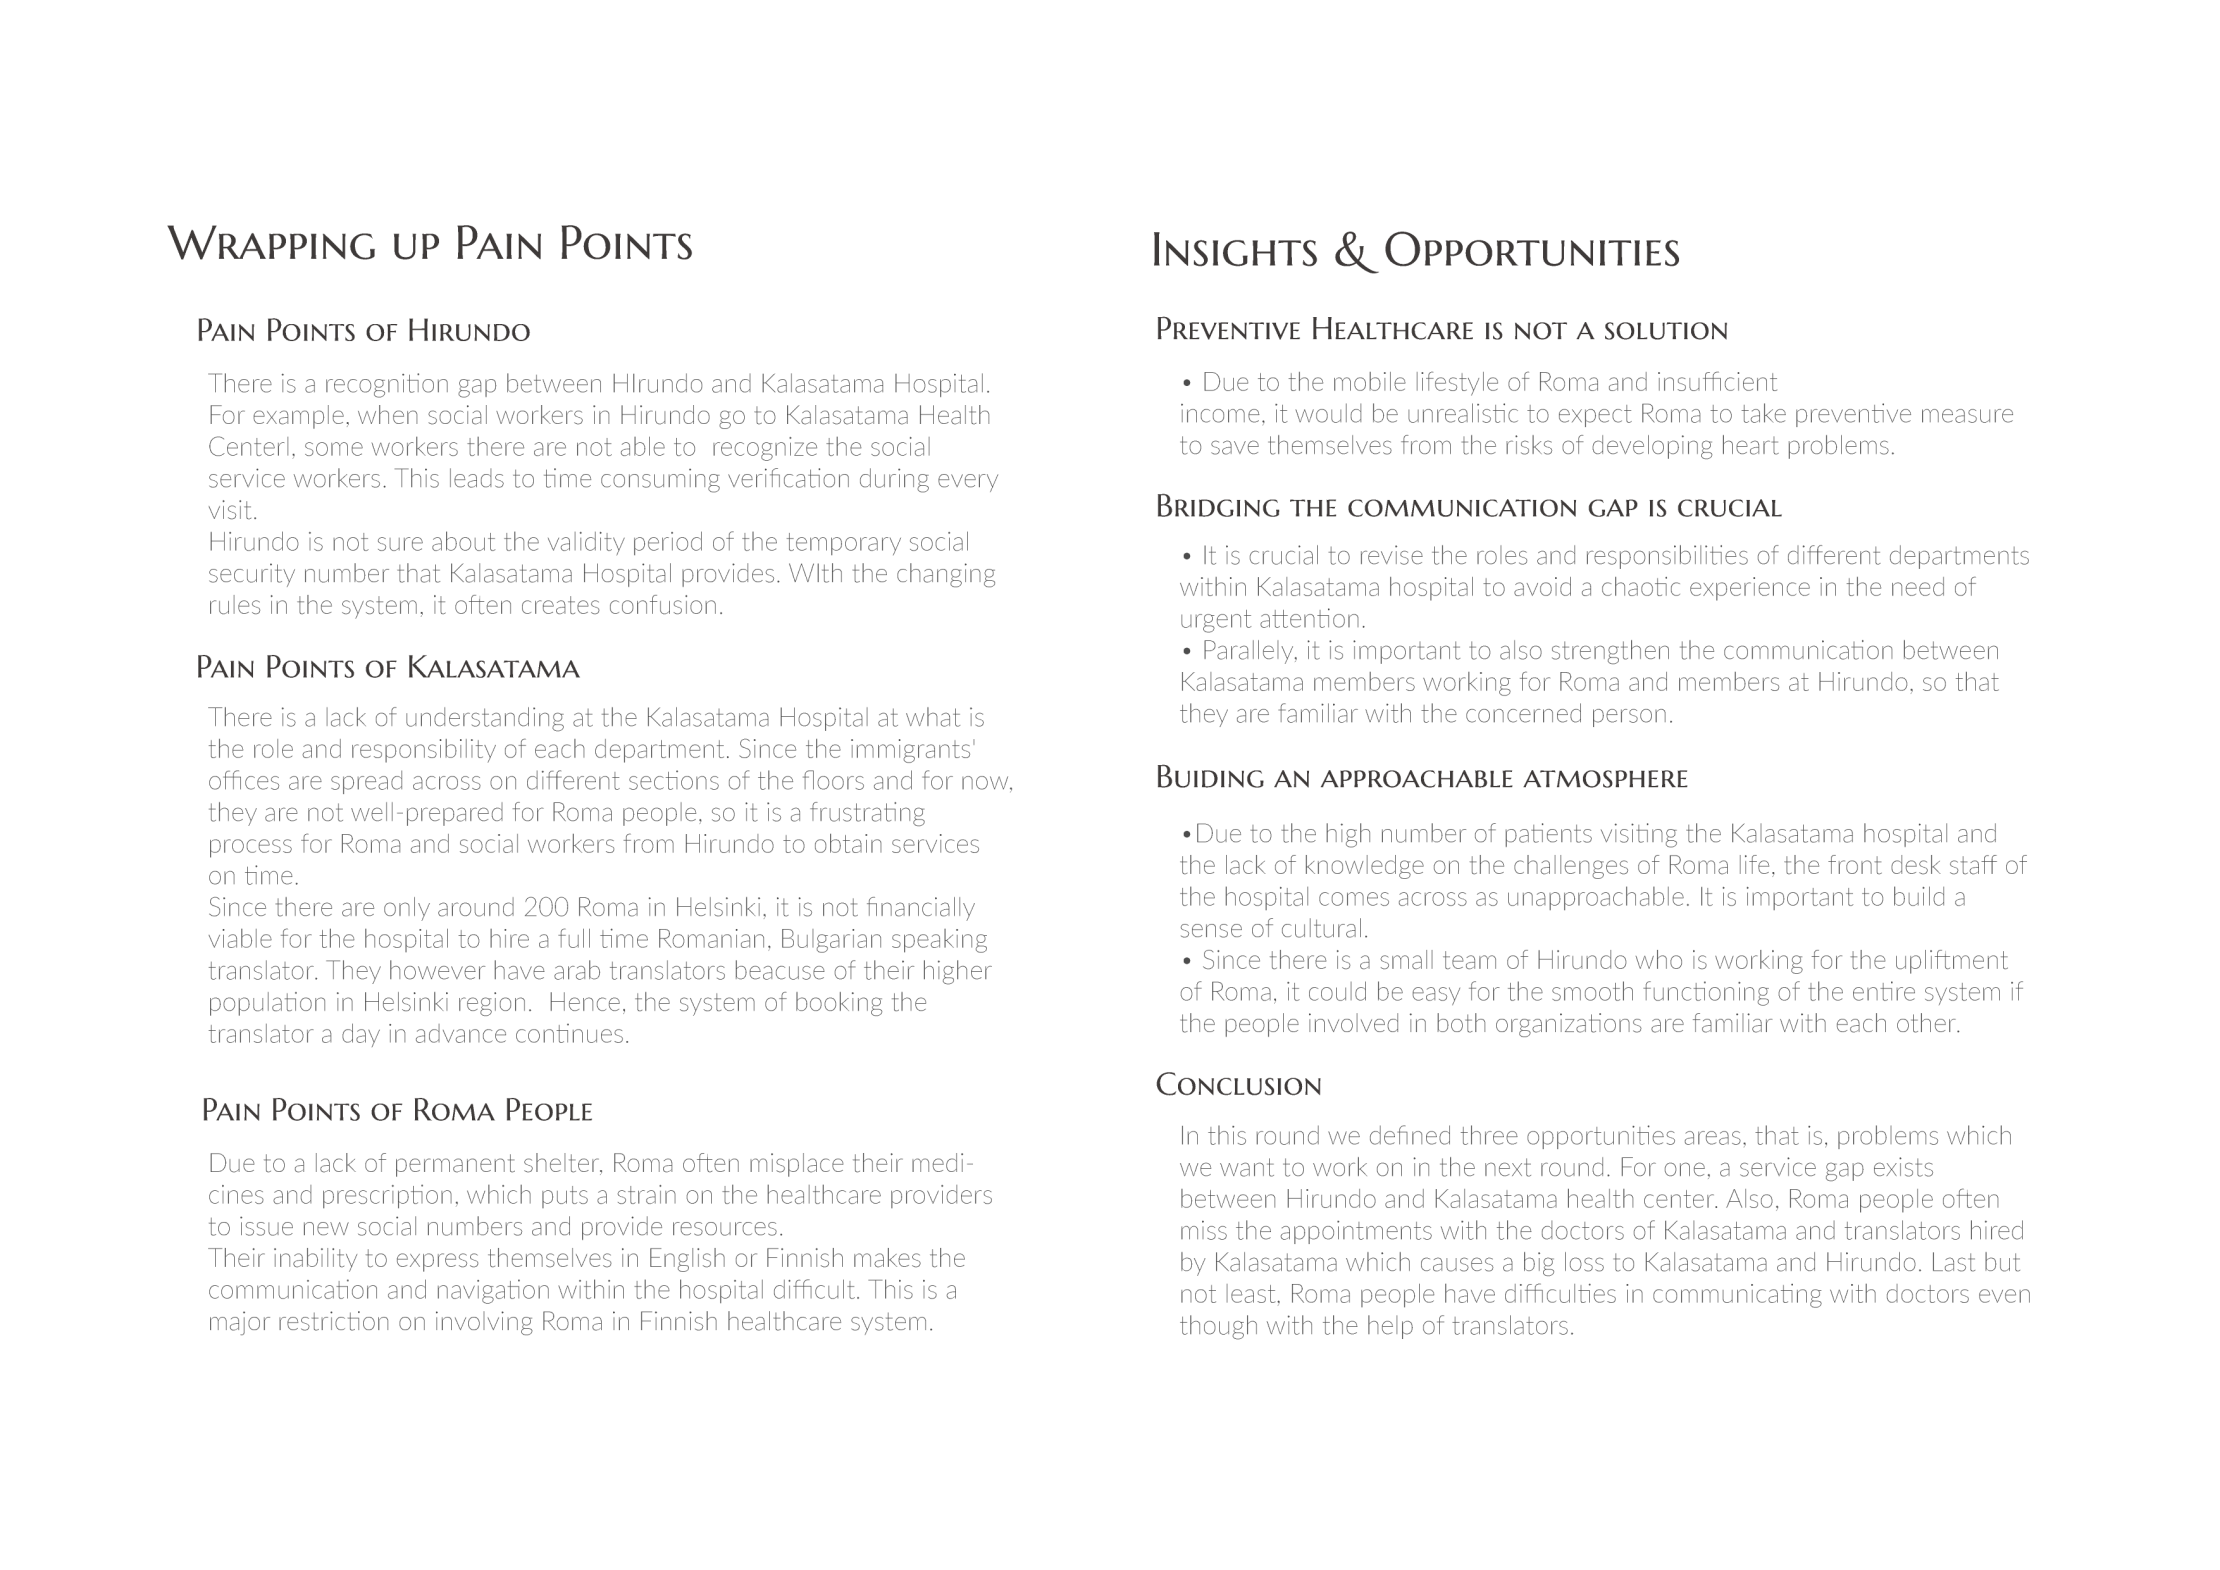 Wrapping up Pain Points
Pain Points of Hirundo
There is a recognition gap between HIrundo and Kalasatama Hospital.
For example, when social workers in Hirundo go to Kalasatama Health
Centerl, some workers there are not able to  recognize the social
service workers. This leads to time consuming verification during every
visit.
Hirundo is not sure about the validity period of the temporary social
security number that Kalasatama Hospital provides. WIth the changing
rules in the system, it often creates confusion.
Pain Points of Kalasatama
There is a lack of understanding at the Kalasatama Hospital at what is
the role and responsibility of each department. Since the immigrants'
offices are spread across on different sections of the floors and for now,
they are not well-prepared for Roma people, so it is a frustrating
process for Roma and social workers from Hirundo to obtain services
on time.
Since there are only around 200 Roma in Helsinki, it is not financially
viable for the hospital to hire a full time Romanian, Bulgarian speaking
translator. They however have arab translators beacuse of their higher
population in Helsinki region.  Hence, the system of booking the
translator a day in advance continues.
Pain Points of Roma People
Due to a lack of permanent shelter, Roma often misplace their medi-
cines and prescription, which puts a strain on the healthcare providers
to issue new social numbers and provide resources.
Their inability to express themselves in English or Finnish makes the
communication and navigation within the hospital difficult. This is a
major restriction on involving Roma in Finnish healthcare system.
Insights & Opportunities
Preventive Healthcare is not a solution
• Due to the mobile lifestyle of Roma and insufficient
income, it would be unrealistic to expect Roma to take preventive measure
to save themselves from the risks of developing heart problems.
Bridging the communication gap is crucial
• It is crucial to revise the roles and responsibilities of different departments
within Kalasatama hospital to avoid a chaotic experience in the need of
urgent attention.
• Parallely, it is important to also strengthen the communication between
Kalasatama members working for Roma and members at Hirundo, so that
they are familiar with the concerned person.
Buiding an approachable atmosphere
•Due to the high number of patients visiting the Kalasatama hospital and
the lack of knowledge on the challenges of Roma life, the front desk staff of
the hospital comes across as unapproachable. It is important to build a
sense of cultural.
• Since there is a small team of Hirundo who is working for the upliftment
of Roma, it could be easy for the smooth functioning of the entire system if
the people involved in both organizations are familiar with each other.
Conclusion
In this round we defined three opportunities areas, that is, problems which
we want to work on in the next round. For one, a service gap exists
between Hirundo and Kalasatama health center. Also, Roma people often
miss the appointments with the doctors of Kalasatama and translators hired
by Kalasatama which causes a big loss to Kalasatama and Hirundo. Last but
not least, Roma people have difficulties in communicating with doctors even
though with the help of translators.